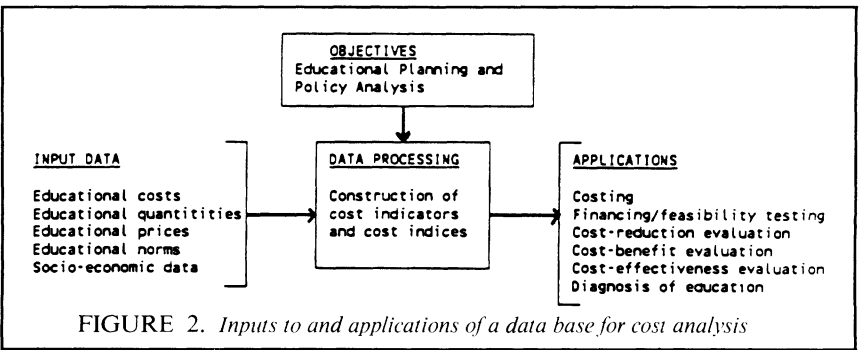 OBJECTIVES
Educational Planning and
Policy Analysis
INPUT DATA
Educational costs
Educational quantitities
Educational prices
Educational norms
Socio-economic data
DATA PROCESSING
Construction of
cost indicators
and cost indices
APPLICATIONS
Costing
Financing/feasibility testing
Cost-reduction evaluation
Cost-benefit evaluation
Cost-effectiveness evaluation
Diagnosis of education
FIGURE 2. Inputs to and applications of a data base for cost analysis